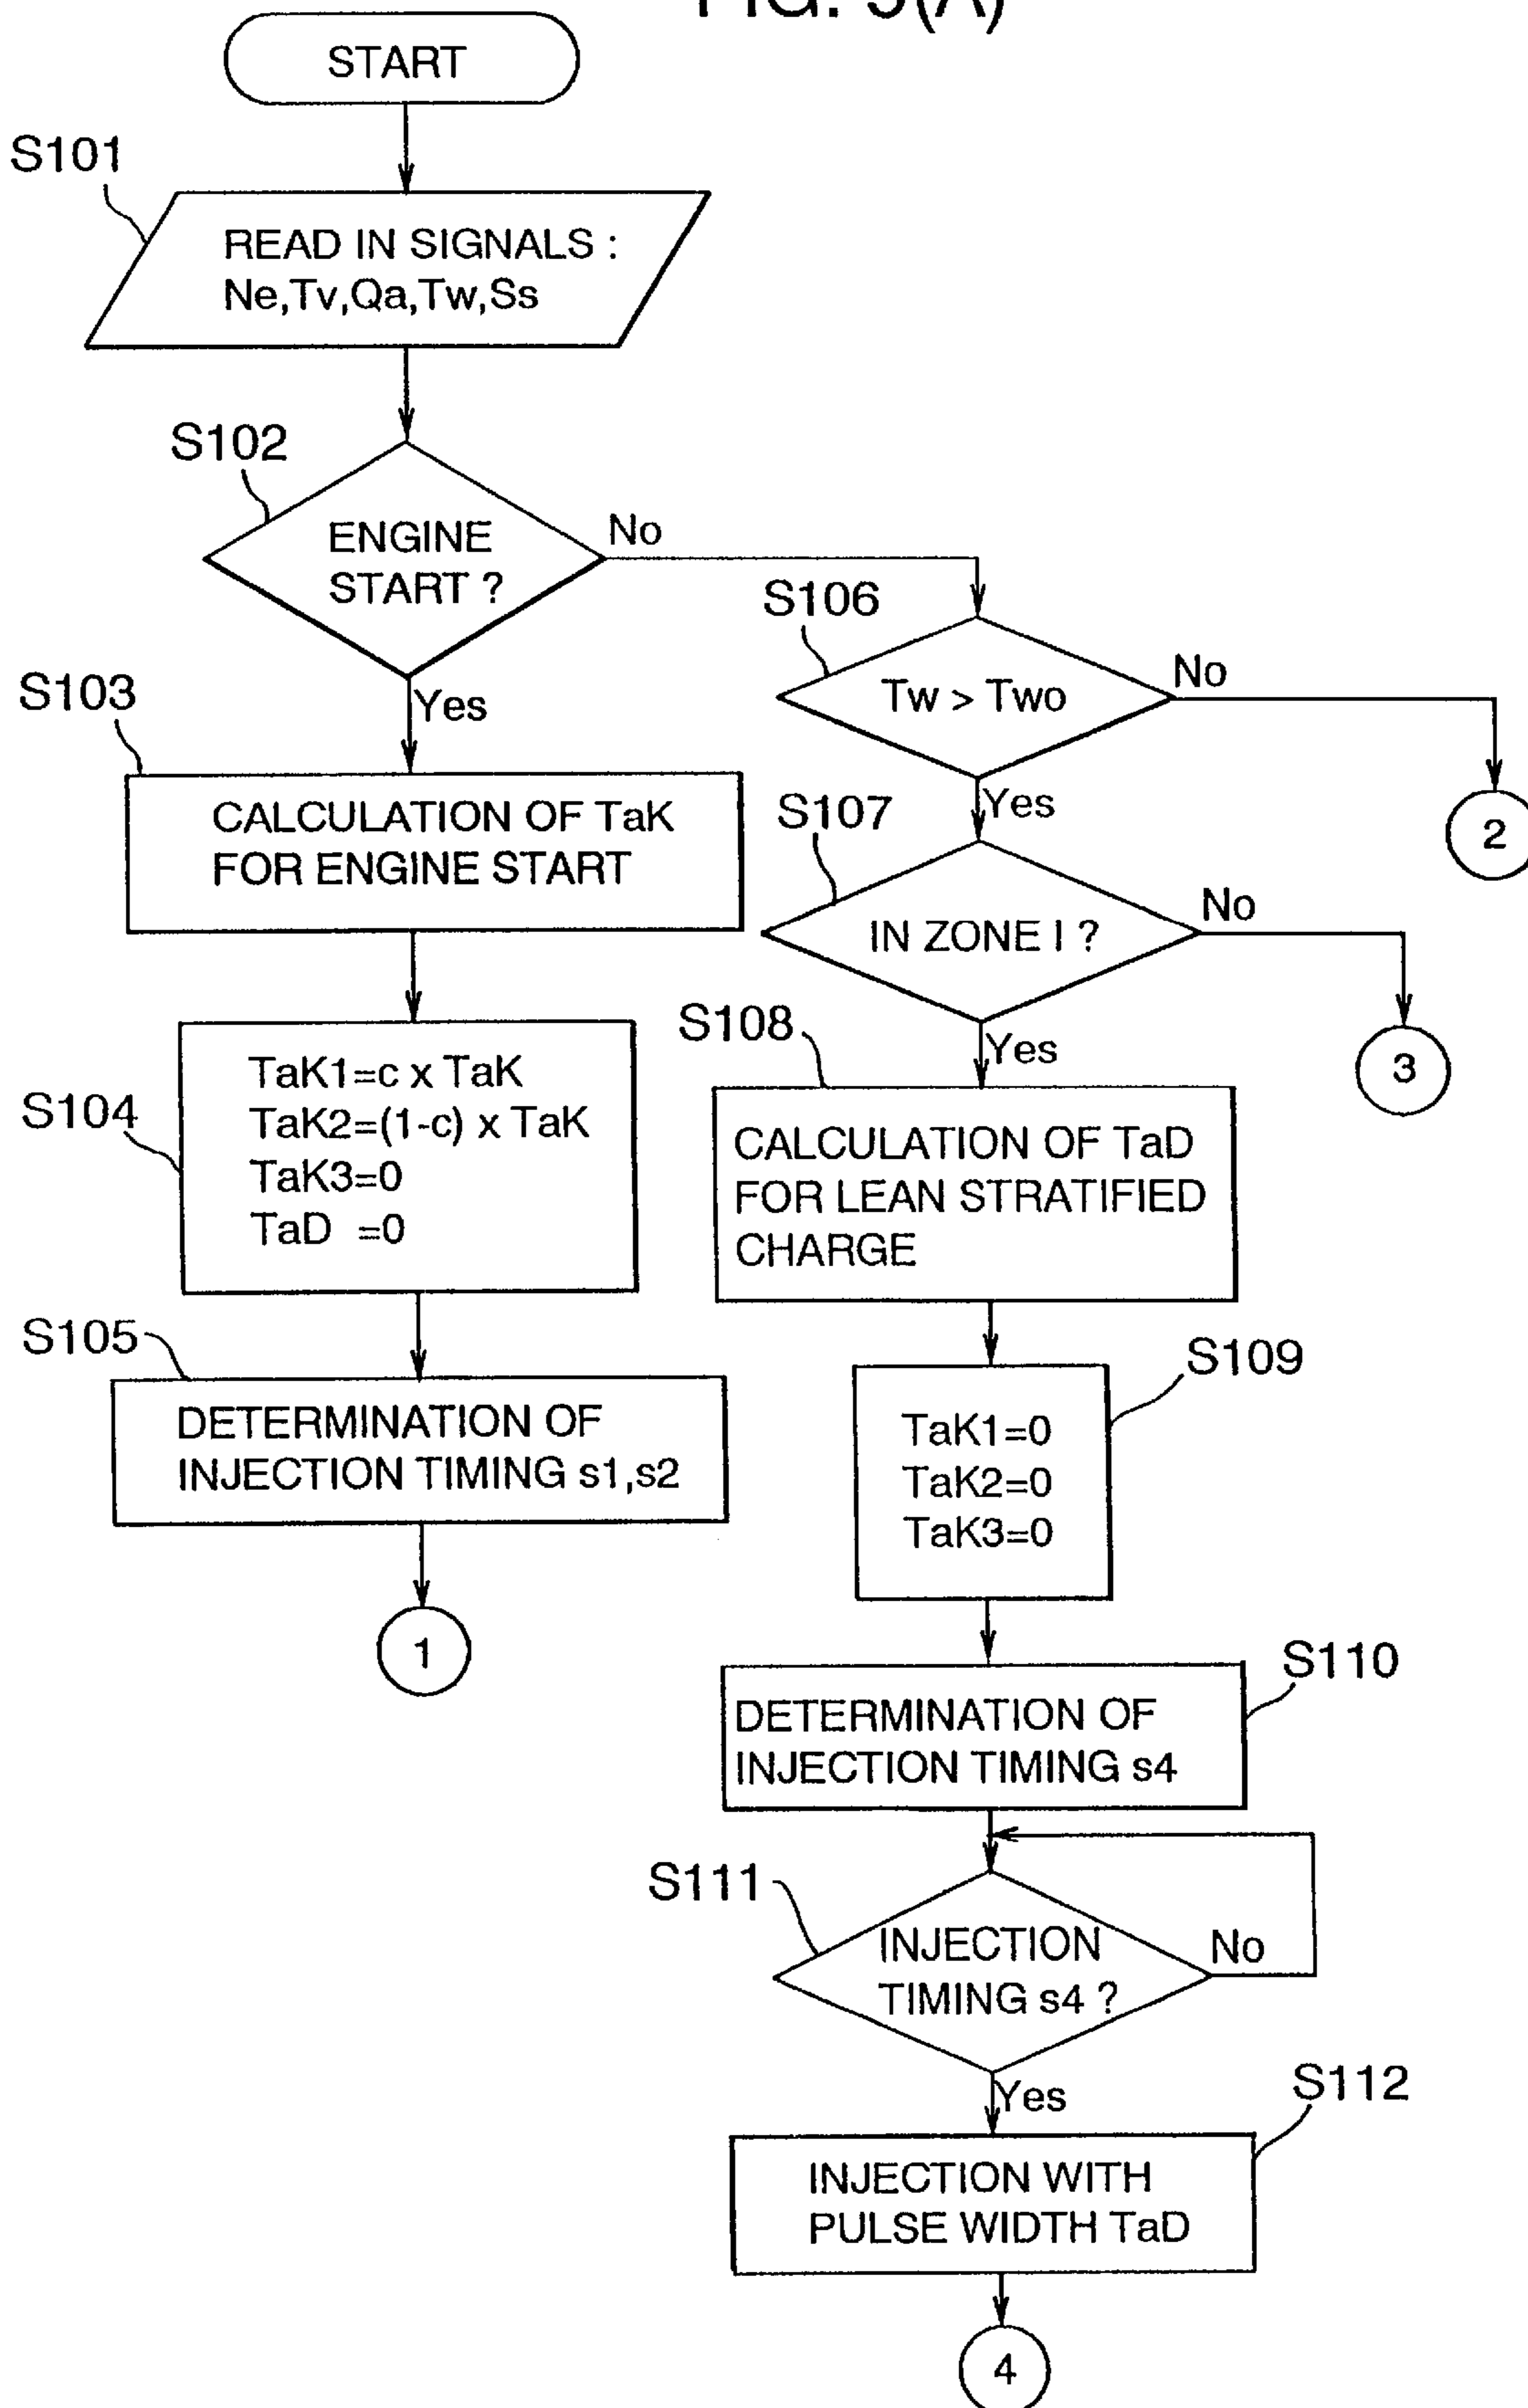 START
S101
READ IN SIGNALS :
Ne,Tv,Qa,Tw,Ss
S102
ENGINE
START ?
No
Yes
S106
Tw > Two
No
2
Yes
S103
CALCULATION OF TaK
FOR ENGINE START
S107
IN ZONE I ?
No
3
Yes
S104
TaK1=c x TaK
TaK2=(1-c) x TaK
TaK3=0
TaD =0
S108
CALCULATION OF TaD
FOR LEAN STRATIFIED
CHARGE
S105
DETERMINATION OF
INJECTION TIMING s1,s2
1
S109
TaK1=0
TaK2=0
TaK3=0
S110
DETERMINATION OF
INJECTION TIMING s4
S111
INJECTION
TIMING s4 ?
No
Yes
S112
INJECTION WITH
PULSE WIDTH TaD
4